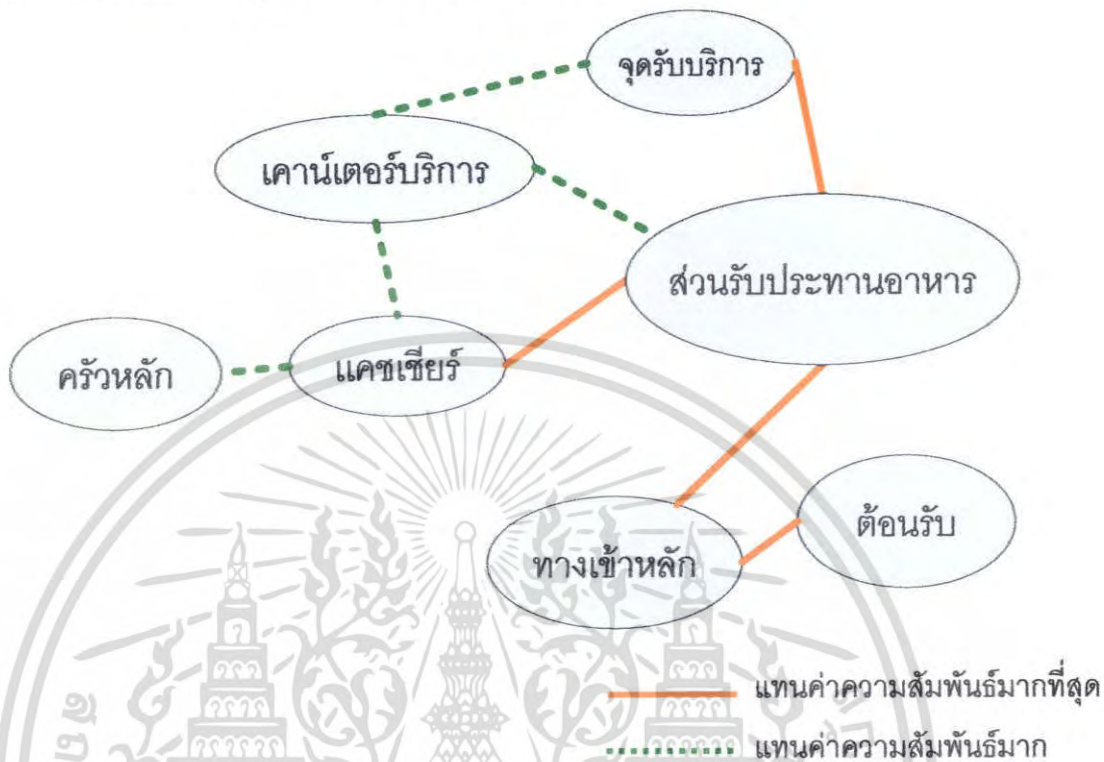 จุดรับบริการ
เคาน์เตอร์บริการ
ส่วนรับประทานอาหาร
ครัวหลัก
แคชเชียร์
ต้อนรับ
ทางเข้าหลัก
แทนค่าความสัมพันธ์มากที่สุด
แทนค่าความสัมพันธ์มาก